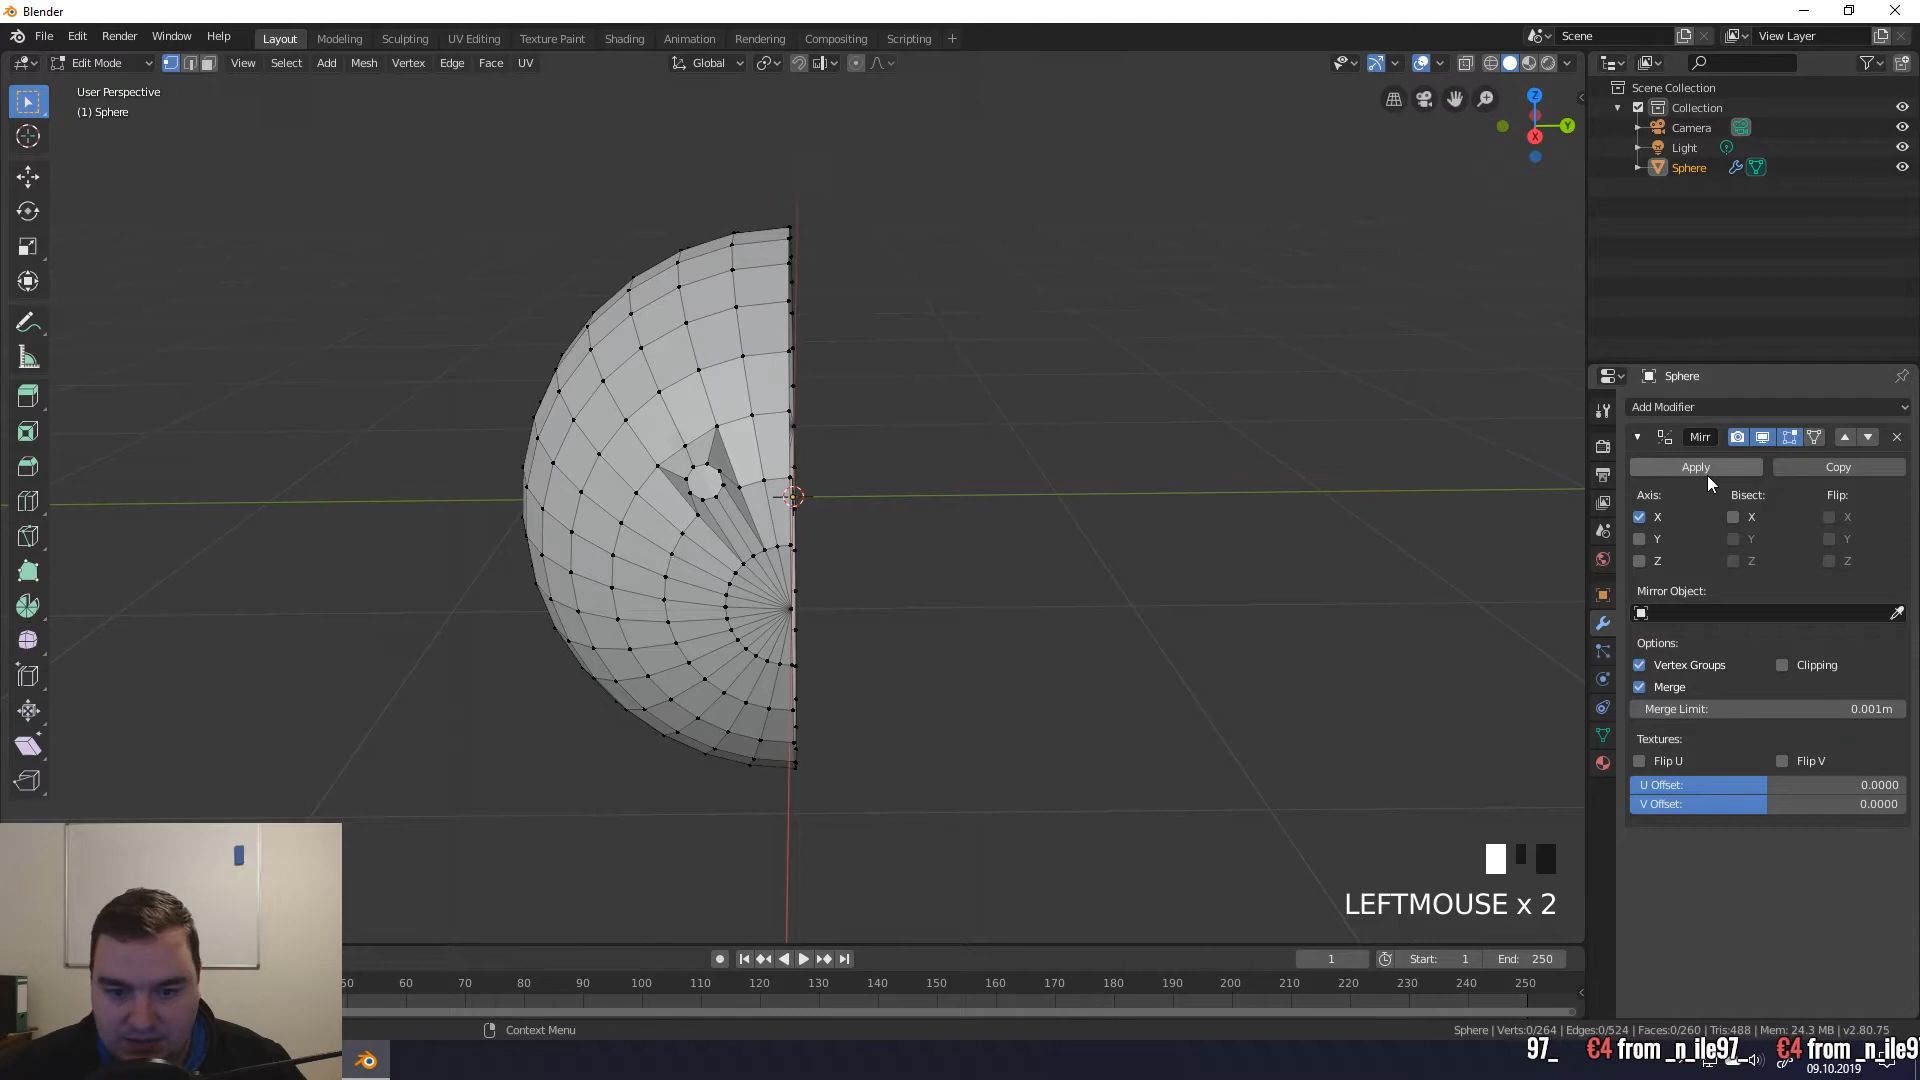 Blender
File Edit Render Window Help
Layout Modeling Sculpting UV Editing Texture Paint Shading Animation Rendering Compositing Scripting
Scene
View Layer
Edit Mode
View Select Add Mesh Vertex Edge Face UV
Global
User Perspective
(1) Sphere
Z
Y
X
Scene Collection
Collection
Camera
Light
Sphere
Sphere
Add Modifier
Mirr
Apply
Copy
Axis: Bisect: Flip:
X X X
Y Y Y
Z Z Z
Mirror Object:
Options:
Vertex Groups Clipping
Merge
Merge Limit: 0.001m
Textures:
Flip U Flip V
U Offset: 0.0000
V Offset: 0.0000
LEFTMOUSE x 2
1
Start: 1
End: 250
50 60 70 80 90 100 110 120 130 140 150 160 170 180 190 200 210 220 230 240 250
Context Menu
Sphere | Verts:0/264 | Edges:0/524 | Faces:0/260 | Tris:488 | Mem: 24.3 MB | v2.80.75
97_ €4 from _n_ile97_ €4 from _n_ile9
09.10.2019